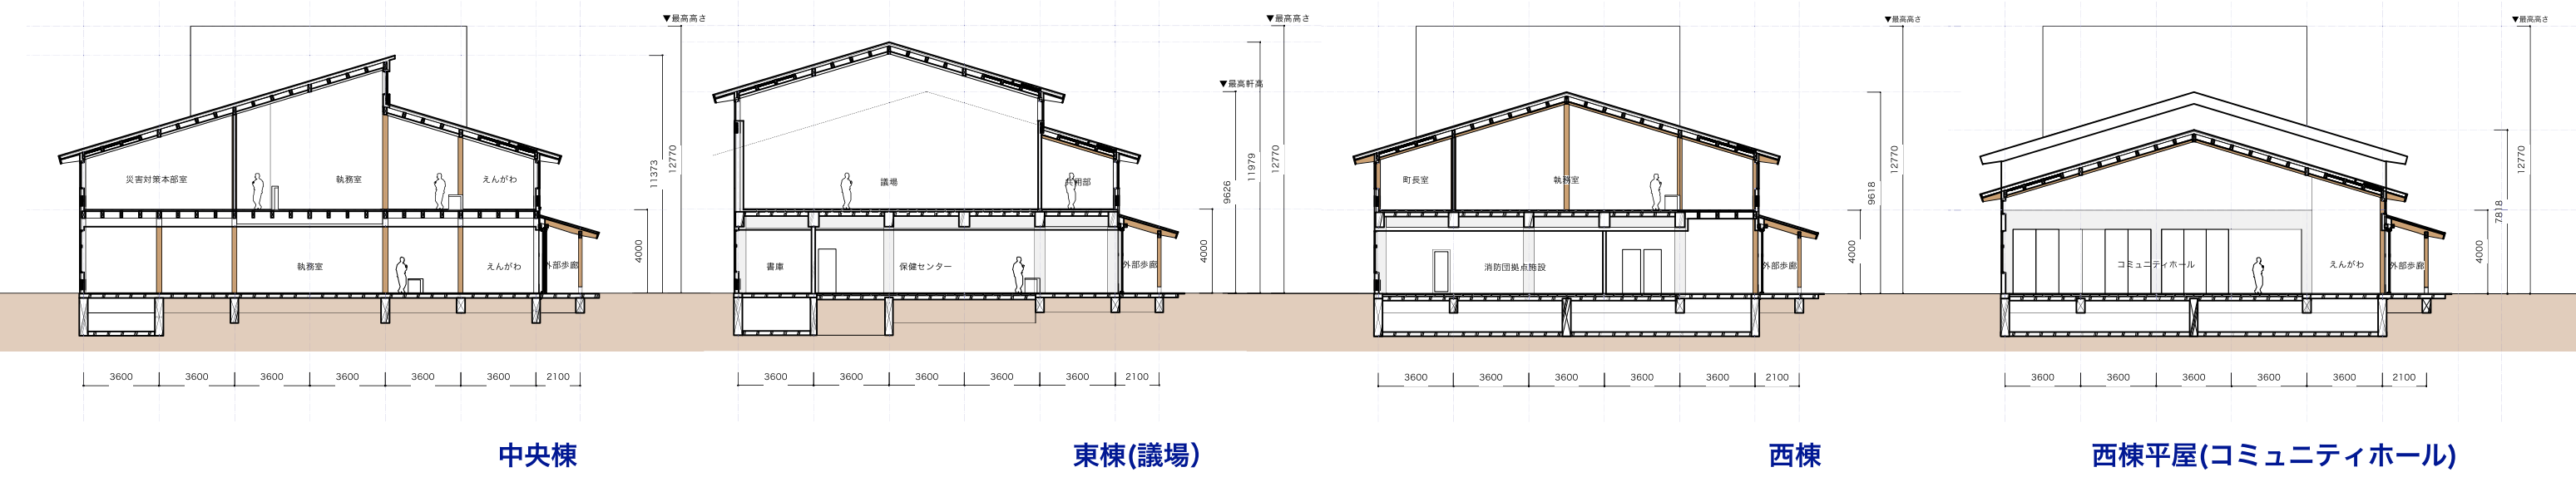 ▼最高高さ
災害対策本部室
執務室
えんがわ
執務室
えんがわ
外部歩廊
4000
11373
12770
3600 3600 3600 3600 3600 3600 2100
中央棟
▼最高高さ
▼最高軒高
議場
共用部
書庫
保健センター
外部歩廊
4000
9626
11979
12770
3600 3600 3600 3600 3600 2100
東棟(議場)
▼最高高さ
町長室
執務室
消防団拠点施設
外部歩廊
4000
9618
12770
3600 3600 3600 3600 3600 2100
西棟
▼最高高さ
コミュニティホール
えんがわ
外部歩廊
4000
7818
12770
3600 3600 3600 3600 3600 2100
西棟平屋(コミュニティホール)